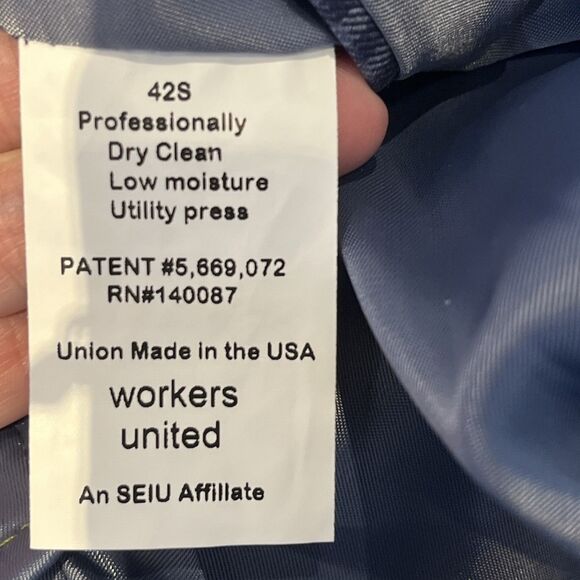 42S
Professionally
Dry Clean
Low moisture
Utility press
PATENT #5,669,072
RN#140087
Union Made in the USA
workers
united
An SEIU Affillate